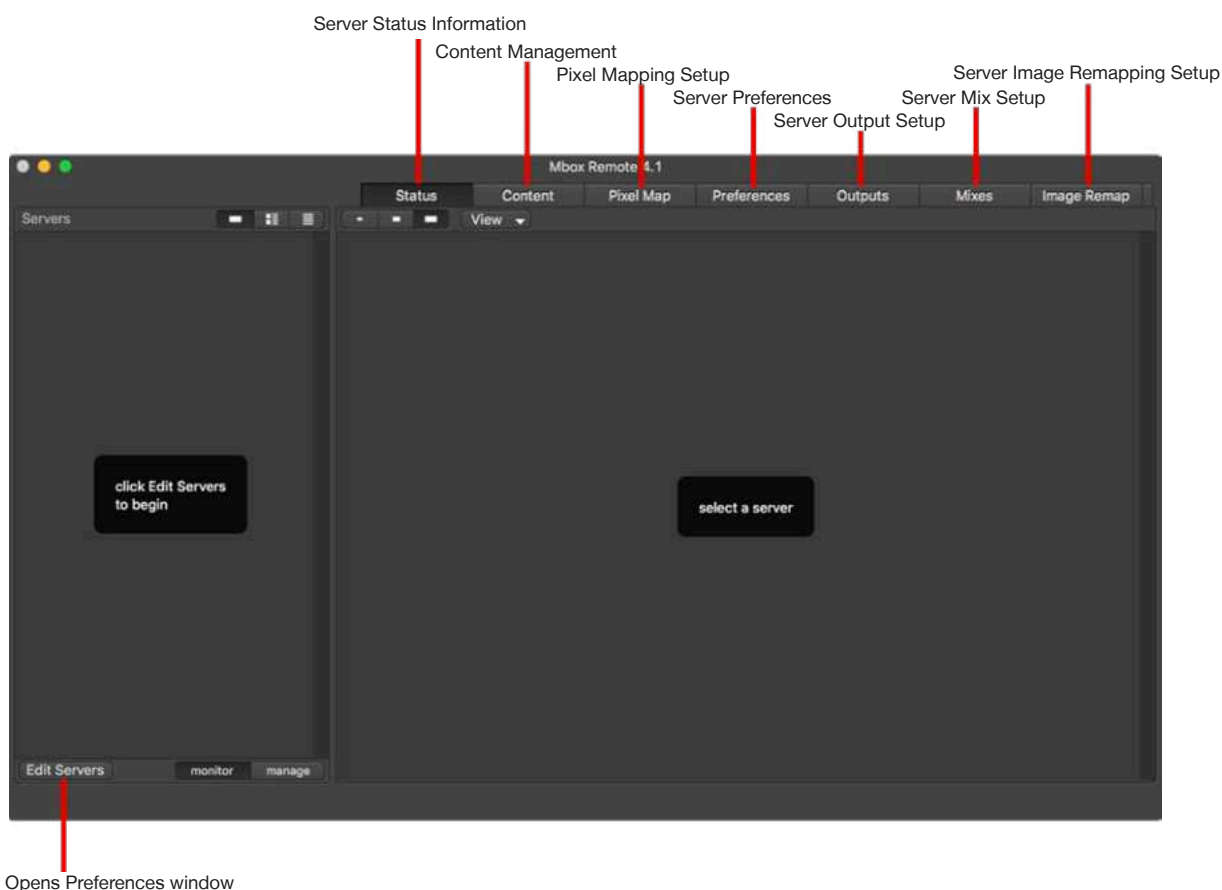 Server Status Information
Content Management
Pixel Mapping Setup
Server Image Remapping Setup
Server Preferences
Server Mix Setup
Server Output Setup
Mbox Remote 4.1
Status
Content
Pixel Map
Preferences
Outputs
Mixes
Image Remap
Servers
View
click Edit Servers
to begin
select a server
Edit Servers
monitor
manage
Opens Preferences window